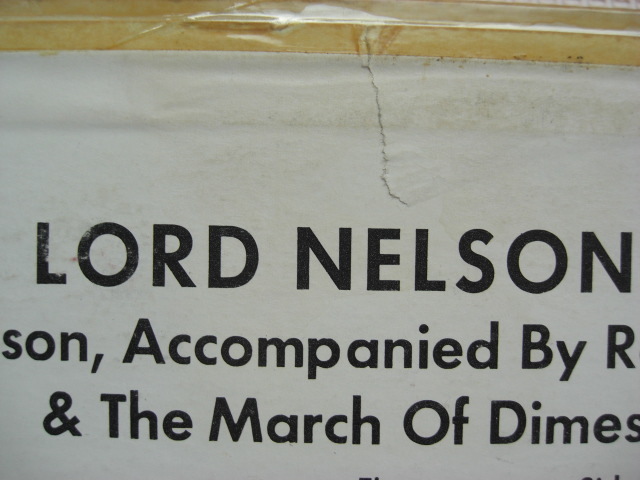 LORD NELSON
son, Accompanied By R
& The March Of Dimes